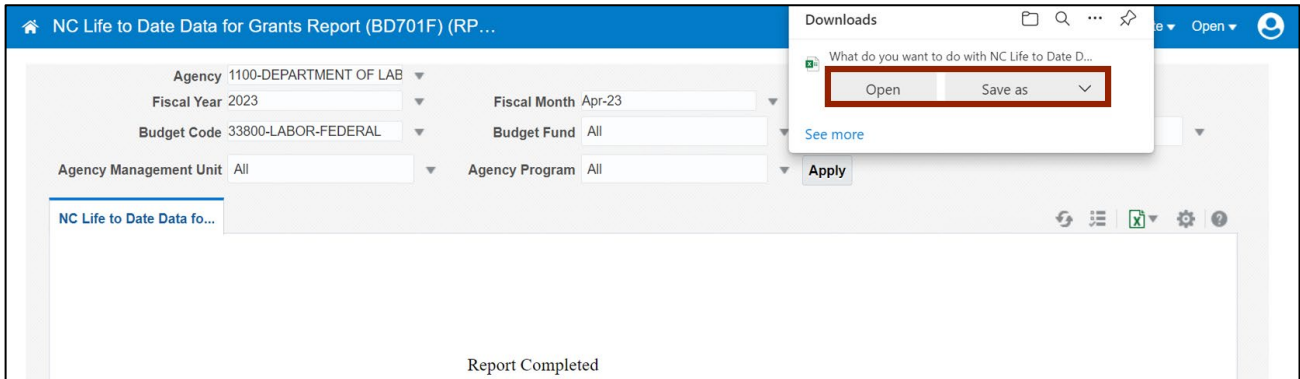 NC Life to Date Data for Grants Report (BD701F) (RP…
Downloads
Open
What do you want to do with NC Life to Date D...
Open
Save as
See more
Agency 1100-DEPARTMENT OF LAB
Fiscal Year 2023
Fiscal Month Apr-23
Budget Code 33800-LABOR-FEDERAL
Budget Fund All
Agency Management Unit All
Agency Program All
Apply
NC Life to Date Data fo...
Report Completed